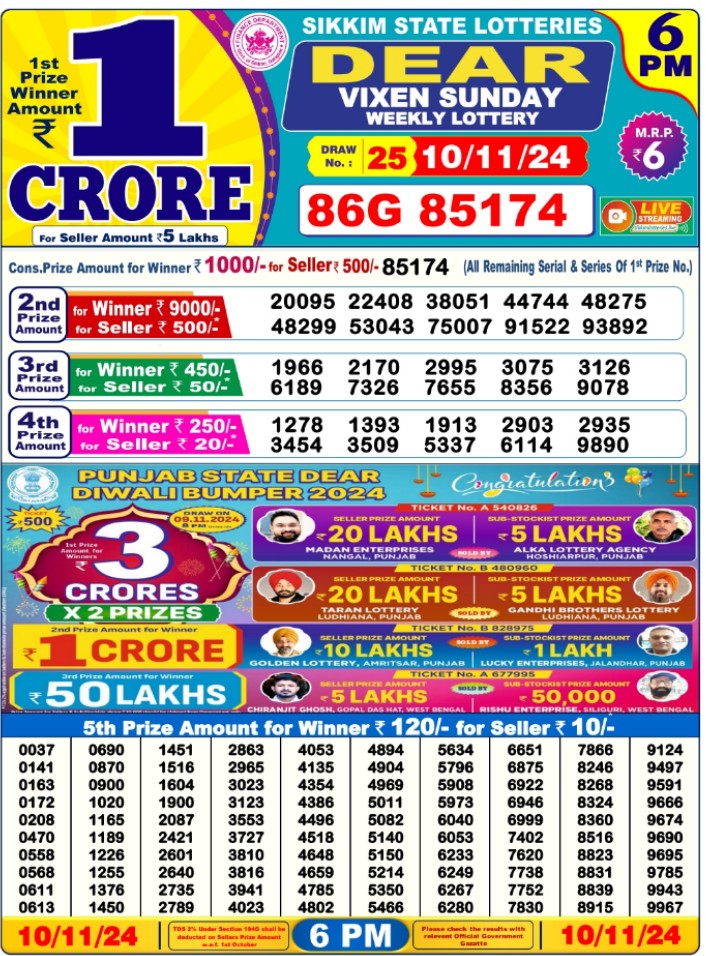 1st
Prize
Winner
Amount
₹
1
CRORE
For Seller Amount ₹5 Lakhs
SIKKIM STATE LOTTERIES
DEAR
VIXEN SUNDAY
WEEKLY LOTTERY
6
PM
DRAW
No. : 25 10/11/24
M.R.P.
₹6
86G 85174
LIVE
STREAMING
Cons.Prize Amount for Winner ₹ 1000/- for Seller ₹ 500/- 85174 (All Remaining Serial & Series Of 1st Prize No.)
2nd
Prize
Amount
for Winner ₹ 9000/-
for Seller ₹ 500/-
20095 22408 38051 44744 48275
48299 53043 75007 91522 93892
3rd
Prize
Amount
for Winner ₹ 450/-
for Seller ₹ 50/-
1966 2170 2995 3075 3126
6189 7326 7655 8356 9078
4th
Prize
Amount
for Winner ₹ 250/-
for Seller ₹ 20/-
1278 1393 1913 2903 2935
3454 3509 5337 6114 9890
PUNJAB STATE DEAR
DIWALI BUMPER 2024
Congratulations
TICKET
₹500
DRAW ON
09.11.2024
8 PM
1st Prize
Amount for
Winners
₹
3
CRORES
X 2 PRIZES
2nd Prize Amount for Winner
₹1 CRORE
3rd Prize Amount for Winner
₹50 LAKHS
TICKET No. A 540826
SELLER PRIZE AMOUNT SUB-STOCKIST PRIZE AMOUNT
₹20 LAKHS ₹5 LAKHS
MADAN ENTERPRISES SOLD BY ALKA LOTTERY AGENCY
NANGAL, PUNJAB HOSHIARPUR, PUNJAB
TICKET No. B 480960
SELLER PRIZE AMOUNT SUB-STOCKIST PRIZE AMOUNT
₹20 LAKHS ₹5 LAKHS
TARAN LOTTERY SOLD BY GANDHI BROTHERS LOTTERY
LUDHIANA, PUNJAB LUDHIANA, PUNJAB
TICKET No. B 828975
SELLER PRIZE AMOUNT SOLD BY SUB-STOCKIST PRIZE AMOUNT
₹10 LAKHS ₹1 LAKH
GOLDEN LOTTERY, AMRITSAR, PUNJAB LUCKY ENTERPRISES, JALANDHAR, PUNJAB
TICKET No. A 677995
SELLER PRIZE AMOUNT SOLD BY SUB-STOCKIST PRIZE AMOUNT
₹5 LAKHS ₹50,000
CHIRANJIT GHOSH, GOPAL DAS HAT, WEST BENGAL RISHU ENTERPRISE, SILIGURI, WEST BENGAL
5th Prize Amount for Winner ₹ 120/- for Seller ₹ 10/-
0037 0690 1451 2863 4053 4894 5634 6651 7866 9124
0141 0870 1516 2965 4135 4904 5796 6875 8246 9497
0163 0900 1604 3023 4354 4969 5908 6922 8268 9591
0172 1020 1900 3123 4386 5011 5973 6946 8324 9666
0208 1165 2087 3553 4496 5082 6040 6999 8360 9674
0470 1189 2421 3727 4518 5140 6053 7402 8516 9690
0558 1226 2601 3810 4648 5150 6233 7620 8823 9695
0568 1255 2640 3816 4659 5214 6249 7738 8831 9785
0611 1376 2735 3941 4785 5350 6267 7752 8839 9943
0613 1450 2789 4023 4802 5466 6280 7830 8915 9967
10/11/24
TDS 2% Under Section 194G shall be
deducted on Sellers Prize Amount
w.e.f. 1st October
6 PM
Please check the results with
relevent Official Government
Gazette
10/11/24